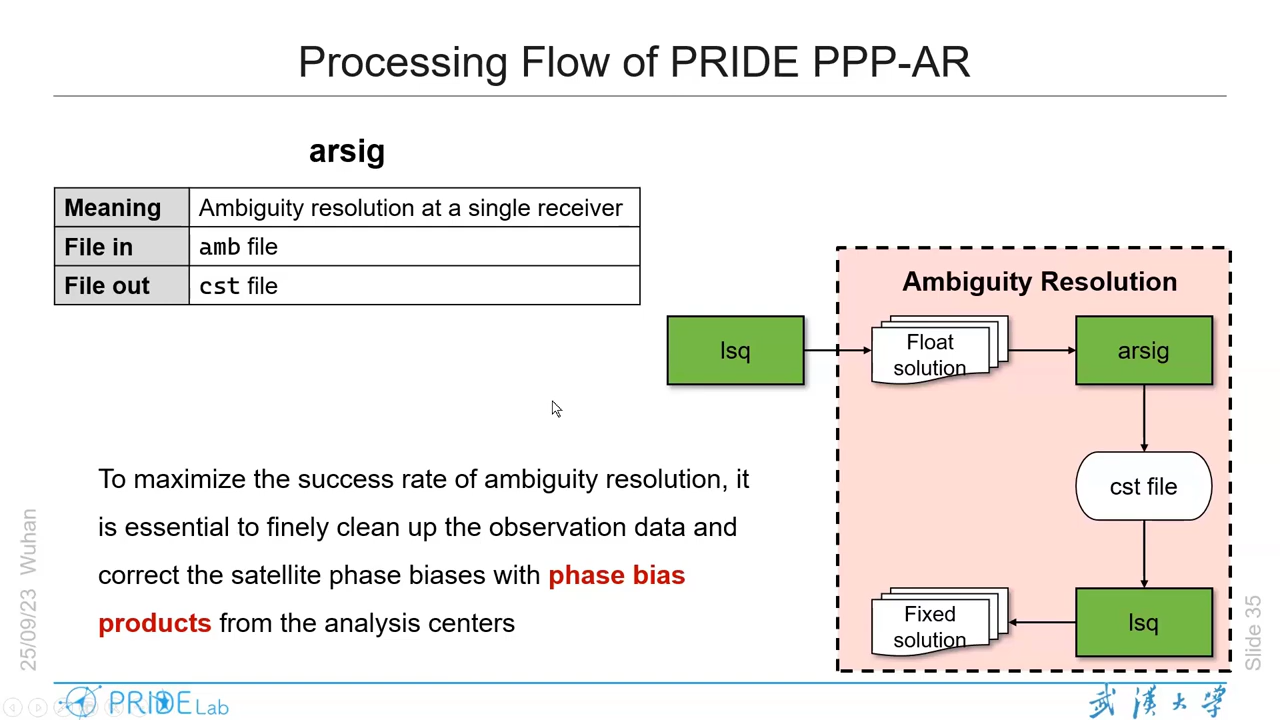 Processing Flow of PRIDE PPP-AR
arsig
Meaning Ambiguity resolution at a single receiver
File in amb file
File out cst file
To maximize the success rate of ambiguity resolution, it
is essential to finely clean up the observation data and
correct the satellite phase biases with phase bias
products from the analysis centers
Ambiguity Resolution
lsq
Float
solution
arsig
cst file
lsq
Fixed
solution
25/09/23 Wuhan
Slide 35
PRIDE Lab
武漢大学